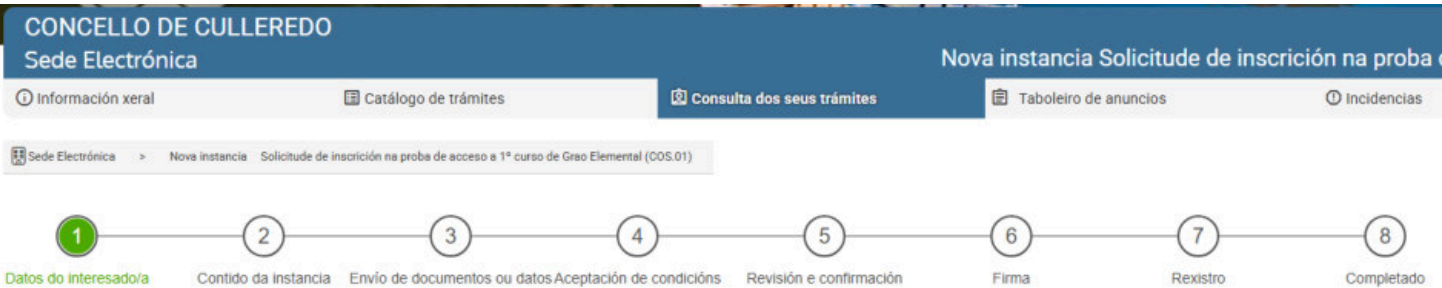 CONCELLO DE CULLEREDO
Sede Electrónica
Nova instancia Solicitude de inscrición na proba
Información xeral
Catálogo de trámites
Consulta dos seus trámites
Taboleiro de anuncios
Incidencias
Sede Electrónica > Nova instancia Solicitude de inscrición na proba de acceso a 1º curso de Grao Elemental (COS.01)
1 2 3 4 5 6 7 8
Datos do interesado/a Contido da instancia Envío de documentos ou datos Aceptación de condicións Revisión e confirmación Firma Rexistro Completado